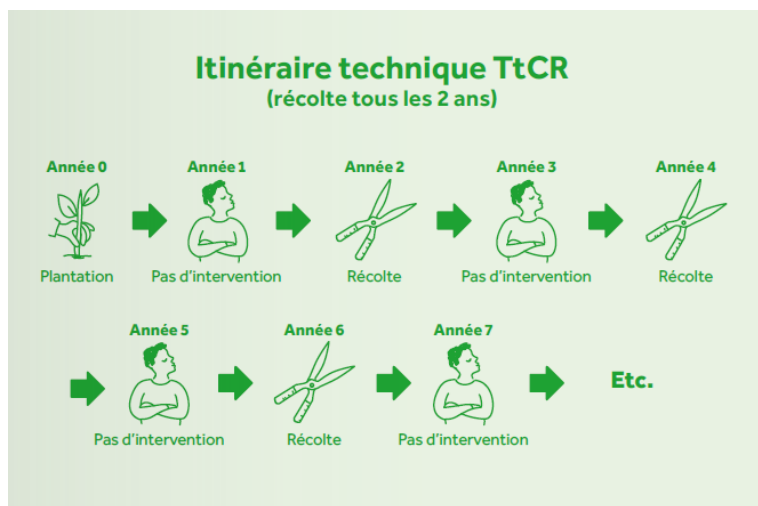 Itinéraire technique TtCR
(récolte tous les 2 ans)
Année 0
Année 1
Année 2
Année 3
Année 4
Plantation
Pas d'intervention
Récolte
Pas d'intervention
Récolte
Année 5
Année 6
Année 7
Etc.
Pas d'intervention
Récolte
Pas d'intervention